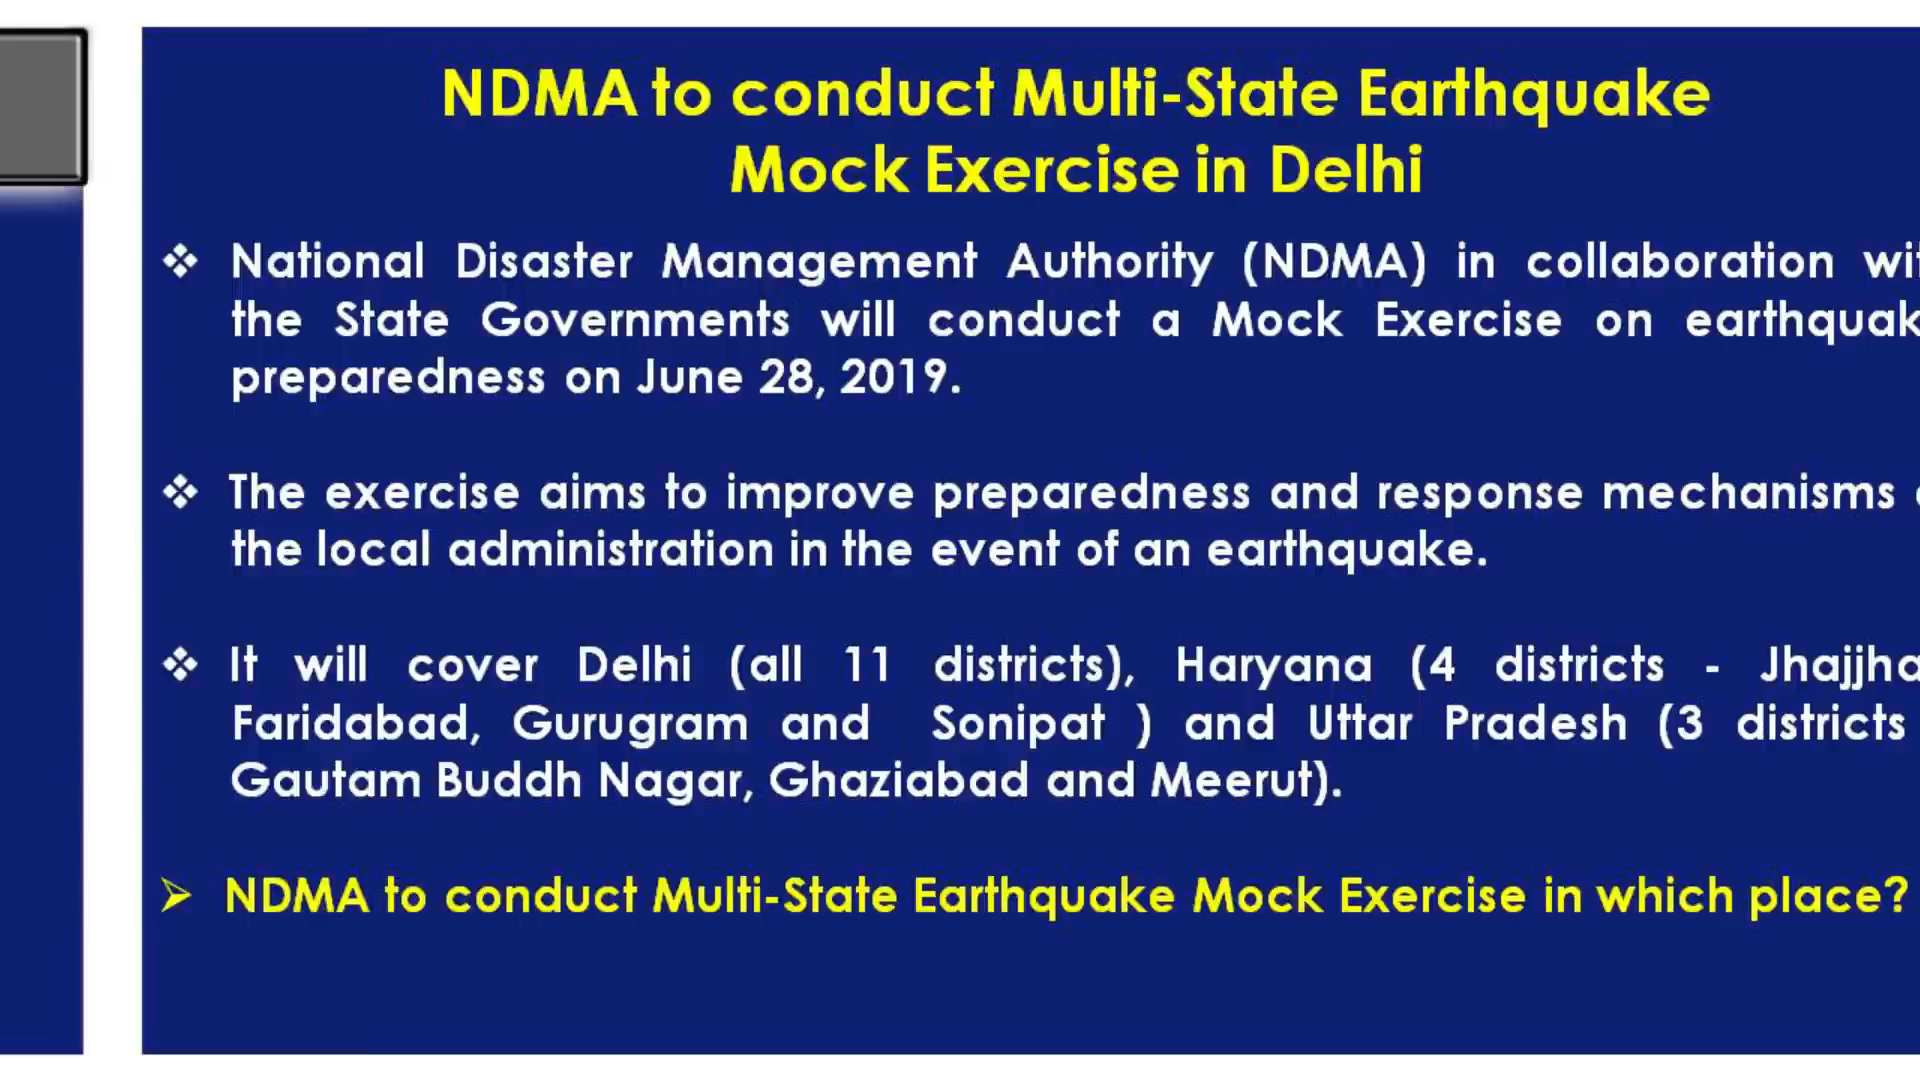 NDMA to conduct Multi-State Earthquake
Mock Exercise in Delhi
❖ National Disaster Management Authority (NDMA) in collaboration
the State Governments will conduct a Mock Exercise on
preparedness on June 28, 2019.
❖ The exercise aims to improve preparedness and response mechanisms
the local administration in the event of an earthquake.
❖ It will cover Delhi (all 11 districts), Haryana (4 districts -
Faridabad, Gurugram and Sonipat ) and Uttar Pradesh (3 districts
Gautam Buddh Nagar, Ghaziabad and Meerut).
➢ NDMA to conduct Multi-State Earthquake Mock Exercise in which place?